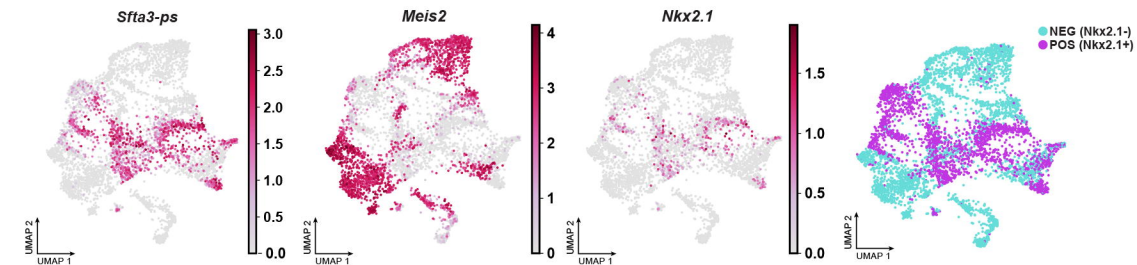 Sfta3-ps
3.0
2.5
2.0
1.5
1.0
0.5
0.0
UMAP 2
UMAP 1
Meis2
4
3
2
1
0
UMAP 2
UMAP 1
Nkx2.1
1.5
1.0
0.5
0.0
UMAP 2
UMAP 1
NEG (Nkx2.1-)
POS (Nkx2.1+)
UMAP 2
UMAP 1